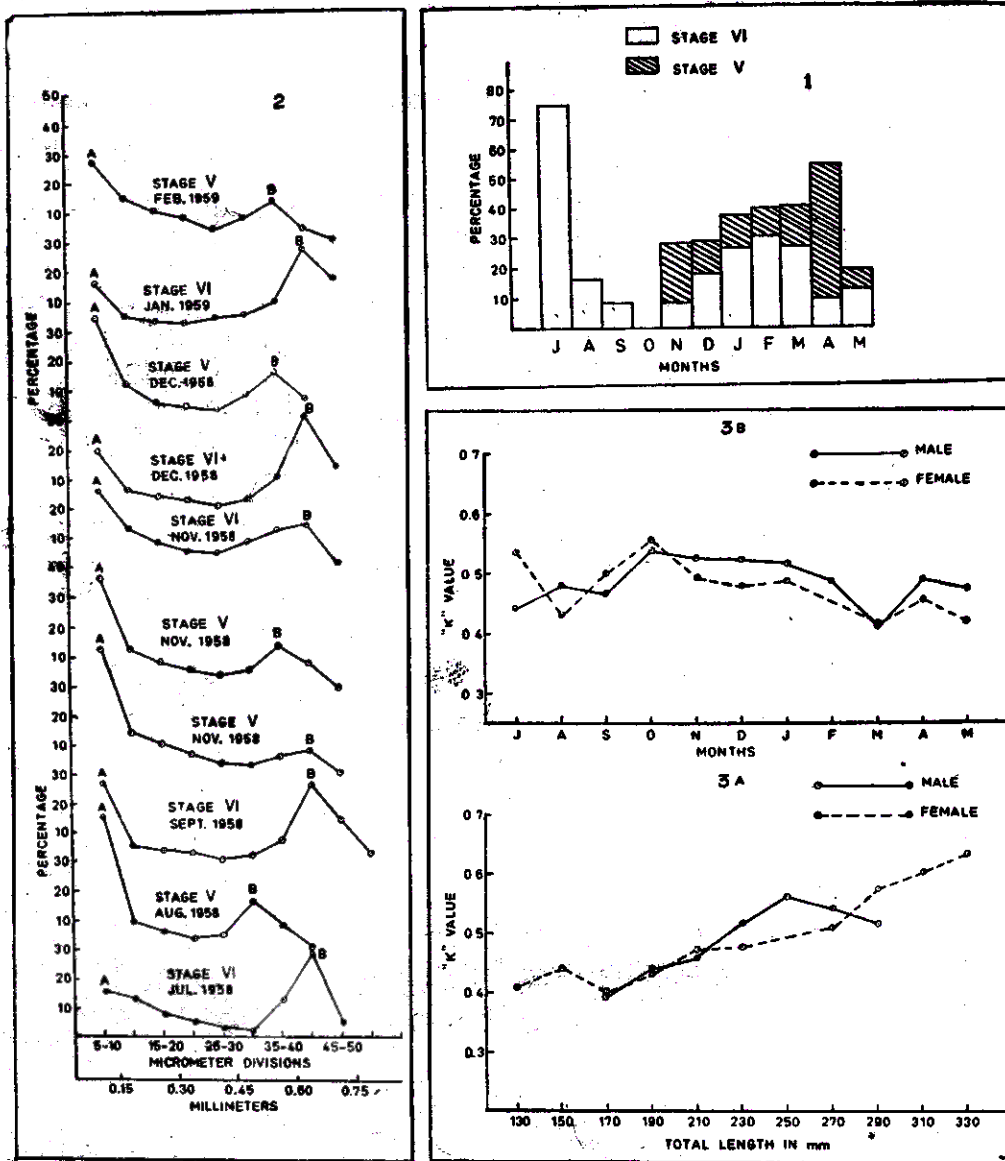 2
50
40
30
20
10
30
20
10
30
20
10
20
10
20
10
30
20
10
30
20
10
30
20
10
30
20
10
30
20
10
PERCENTAGE
PERCENTAGE
A
B
STAGE V
FEB. 1959
A
B
STAGE VI
JAN. 1959
A
B
STAGE V
DEC. 1958
A
B
STAGE VI+
DEC. 1958
A
B
STAGE VI
NOV. 1958
A
B
STAGE V
NOV. 1958
A
B
STAGE V
NOV. 1958
A
B
STAGE VI
SEPT. 1958
A
B
STAGE V
AUG. 1958
A
B
STAGE VI
JUL. 1958
5-10 15-20 25-30 35-40 45-50
MICROMETER DIVISIONS
0.15 0.30 0.45 0.60 0.75
MILLIMETERS
STAGE VI
STAGE V
1
80
70
60
50
40
30
20
10
PERCENTAGE
J A S O N D J F M A M
MONTHS
3B
MALE
FEMALE
0.7
0.6
0.5
0.4
0.3
"K" VALUE
J A S O N D J F M A M
MONTHS
3A
MALE
FEMALE
0.7
0.6
0.5
0.4
0.3
"K" VALUE
130 150 170 190 210 230 250 270 290 310 330
TOTAL LENGTH IN mm